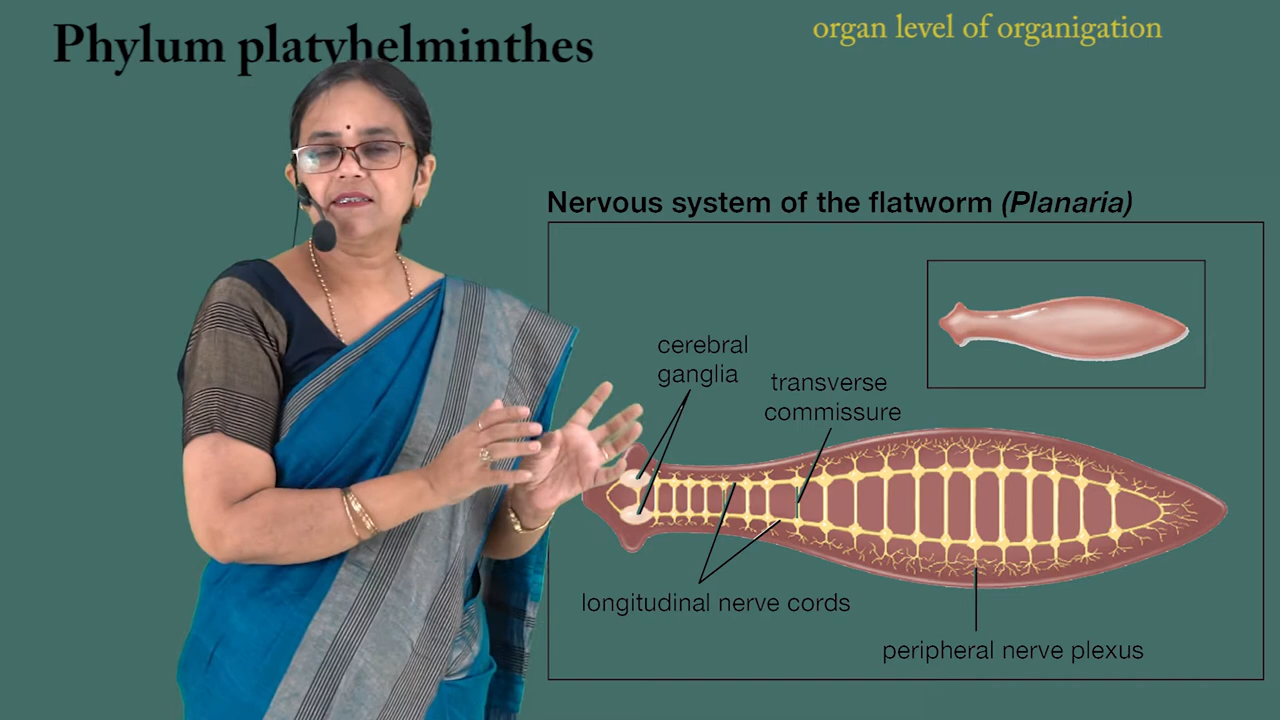 Phylum platyhelminthes
organ level of organigation
Nervous system of the flatworm (Planaria)
cerebral
ganglia
transverse
commissure
longitudinal nerve cords
peripheral nerve plexus